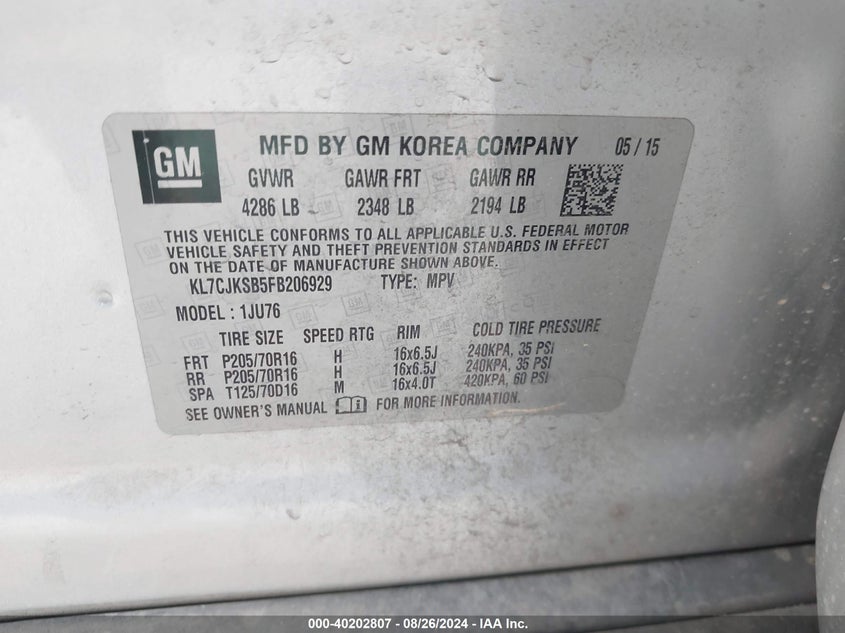 GM
MFD BY GM KOREA COMPANY 05 / 15
GVWR GAWR FRT GAWR RR
4286 LB 2348 LB 2194 LB
THIS VEHICLE CONFORMS TO ALL APPLICABLE U.S. FEDERAL MOTOR
VEHICLE SAFETY AND THEFT PREVENTION STANDARDS IN EFFECT
ON THE DATE OF MANUFACTURE SHOWN ABOVE.
KL7CJKSB5FB206929 TYPE: MPV
MODEL : 1JU76
TIRE SIZE SPEED RTG RIM COLD TIRE PRESSURE
FRT P205/70R16 H 16x6.5J 240KPA, 35 PSI
RR P205/70R16 H 16x6.5J 240KPA, 35 PSI
SPA T125/70D16 M 16x4.0T 420KPA, 60 PSI
SEE OWNER'S MANUAL FOR MORE INFORMATION.
000-40202807 - 08/26/2024 - IAA Inc.